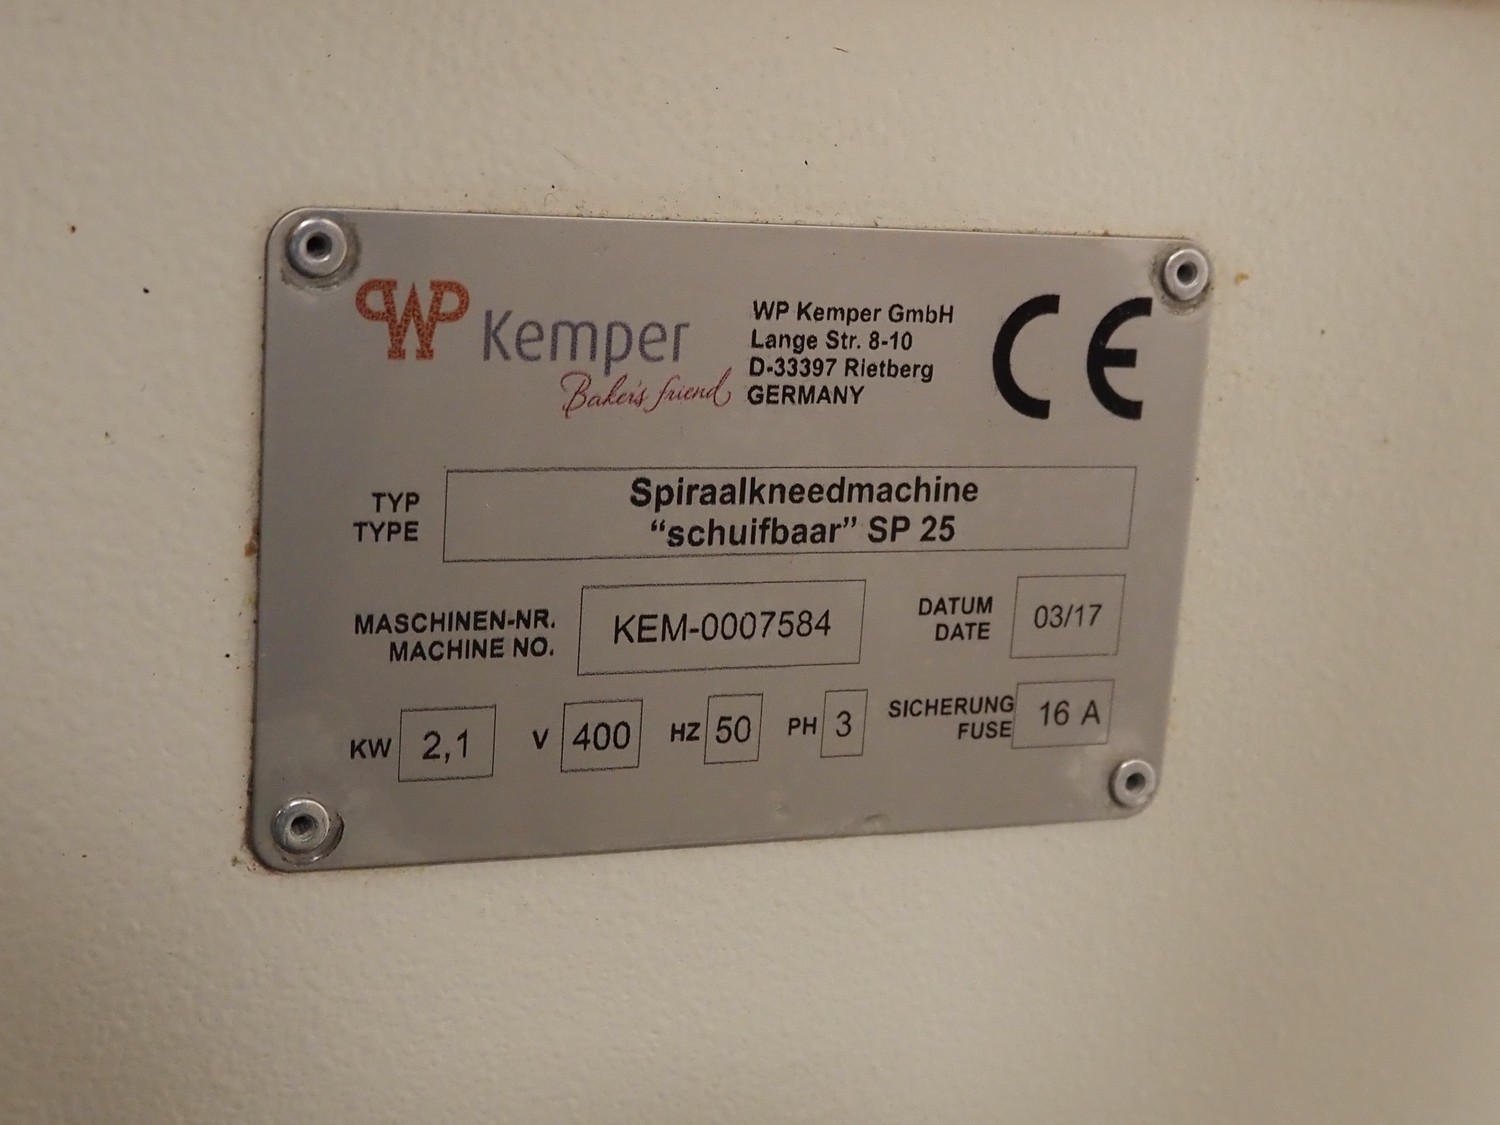 WP Kemper
Baker's friend
WP Kemper GmbH
Lange Str. 8-10
D-33397 Rietberg
GERMANY
CE
TYP
TYPE
Spiraalkneedmachine
“schuifbaar” SP 25
MASCHINEN-NR.
MACHINE NO.
KEM-0007584
DATUM
DATE
03/17
KW 2,1 V 400 HZ 50 PH 3
SICHERUNG
FUSE
16 A